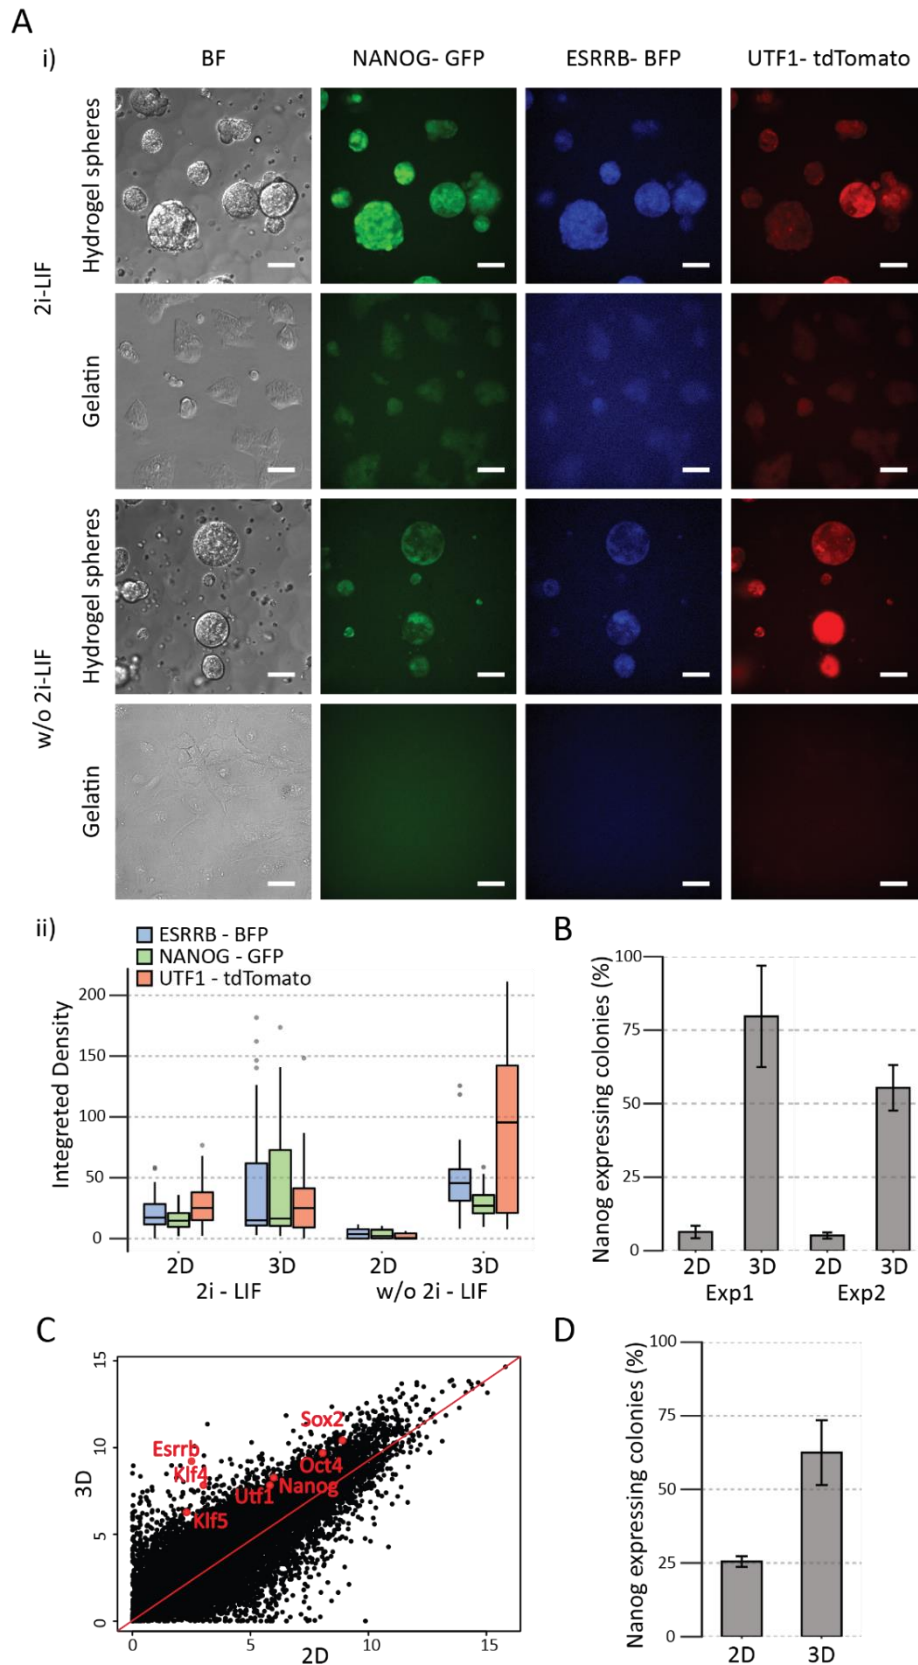 A
i)
BF NANOG- GFP ESRRB- BFP UTF1- tdTomato
2i-LIF
Hydrogel spheres
Gelatin
w/o 2i-LIF
Hydrogel spheres
Gelatin
ii)
ESRRB - BFP
NANOG - GFP
UTF1 - tdTomato
Integreted Density
200
150
100
50
0
2D 3D 2D 3D
2i - LIF w/o 2i - LIF
B
Nanog expressing colonies (%)
100
75
50
25
0
2D 3D 2D 3D
Exp1 Exp2
C
3D
15
10
5
0
Sox2
Esrrb
Oct4
Klf4
Nanog
Utf1
Klf5
0 5 10 15
2D
D
Nanog expressing colonies (%)
100
75
50
25
0
2D 3D